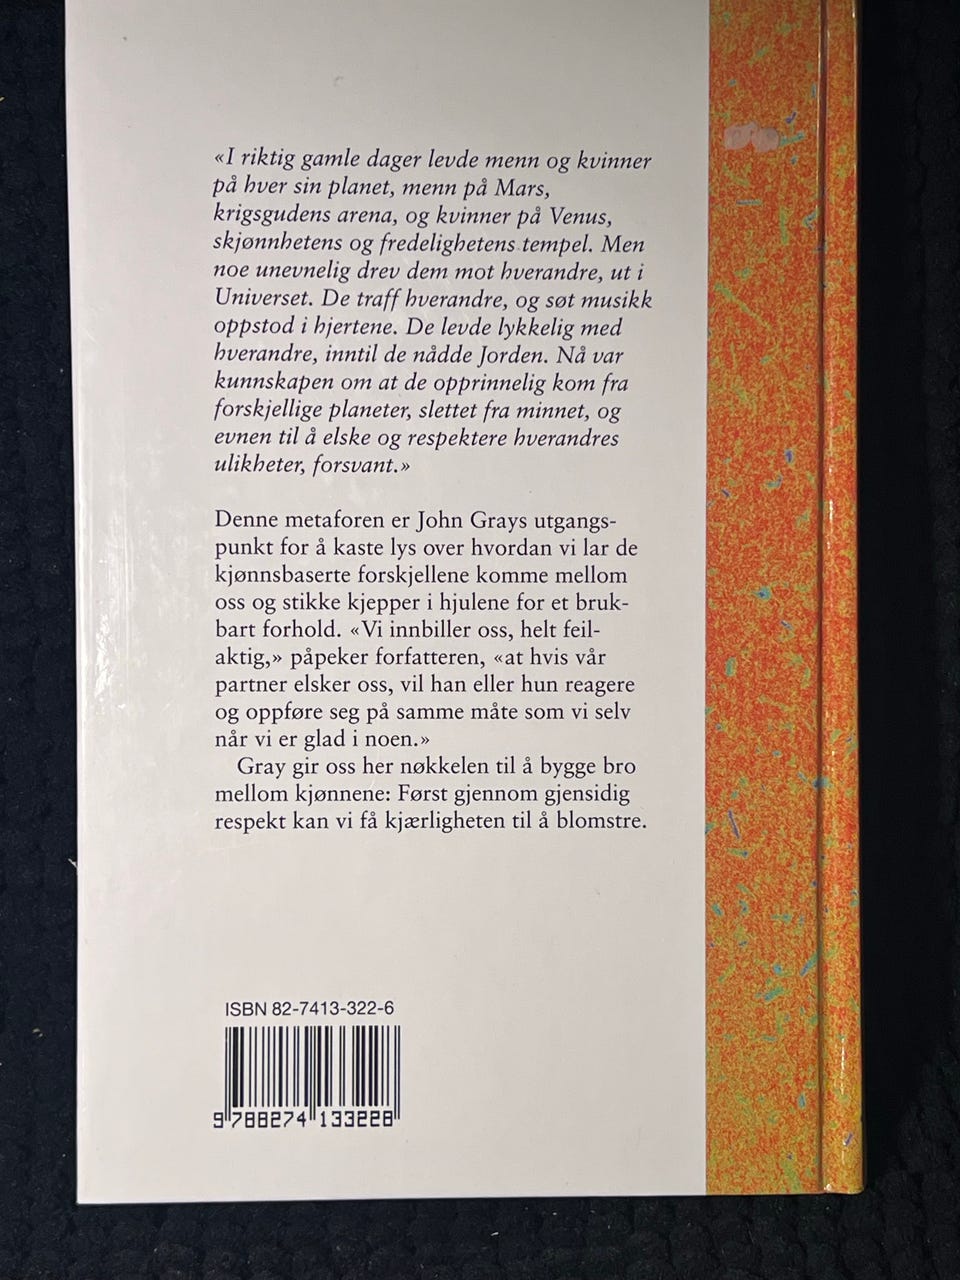 «I riktig gamle dager levde menn og kvinner
på hver sin planet, menn på Mars,
krigsgudens arena, og kvinner på Venus,
skjønnhetens og fredelighetens tempel. Men
noe unevnelig drev dem mot hverandre, ut i
Universet. De traff hverandre, og søt musikk
oppstod i hjertene. De levde lykkelig med
hverandre, inntil de nådde Jorden. Nå var
kunnskapen om at de opprinnelig kom fra
forskjellige planeter, slettet fra minnet, og
evnen til å elske og respektere hverandres
ulikheter, forsvant.»
Denne metaforen er John Grays utgangs-
punkt for å kaste lys over hvordan vi lar de
kjønnsbaserte forskjellene komme mellom
oss og stikke kjepper i hjulene for et bruk-
bart forhold. «Vi innbiller oss, helt feil-
aktig,» påpeker forfatteren, «at hvis vår
partner elsker oss, vil han eller hun reagere
og oppføre seg på samme måte som vi selv
når vi er glad i noen.»
Gray gir oss her nøkkelen til å bygge bro
mellom kjønnene: Først gjennom gjensidig
respekt kan vi få kjærligheten til å blomstre.
ISBN 82-7413-322-6
9 788274 133228